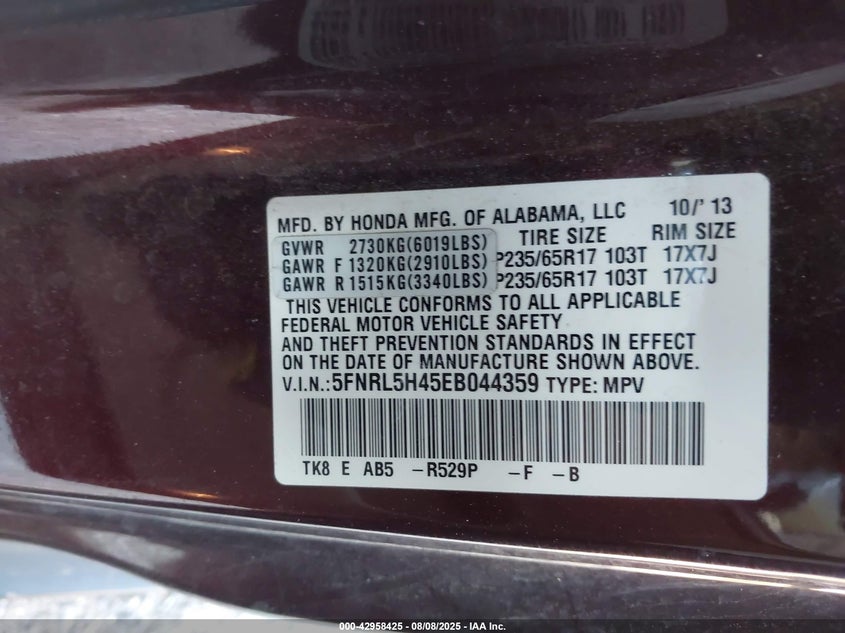 MFD. BY HONDA MFG. OF ALABAMA, LLC 10/' 13
GVWR 2730KG(6019LBS) TIRE SIZE RIM SIZE
GAWR F 1320KG(2910LBS) P235/65R17 103T 17X7J
GAWR R 1515KG(3340LBS) P235/65R17 103T 17X7J
THIS VEHICLE CONFORMS TO ALL APPLICABLE
FEDERAL MOTOR VEHICLE SAFETY
AND THEFT PREVENTION STANDARDS IN EFFECT
ON THE DATE OF MANUFACTURE SHOWN ABOVE.
V.I.N.:5FNRL5H45EB044359 TYPE: MPV
TK8 E AB5 -R529P -F -B
000-42958425 - 08/08/2025 - IAA Inc.